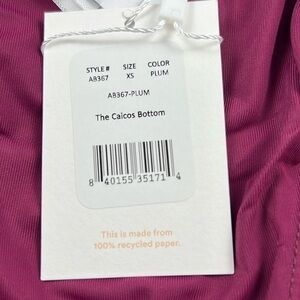 STYLE # SIZE COLOR
AB367 XS PLUM
AB367-PLUM
The Caicos Bottom
8 40155 35171 4
This is made from
100% recycled paper.